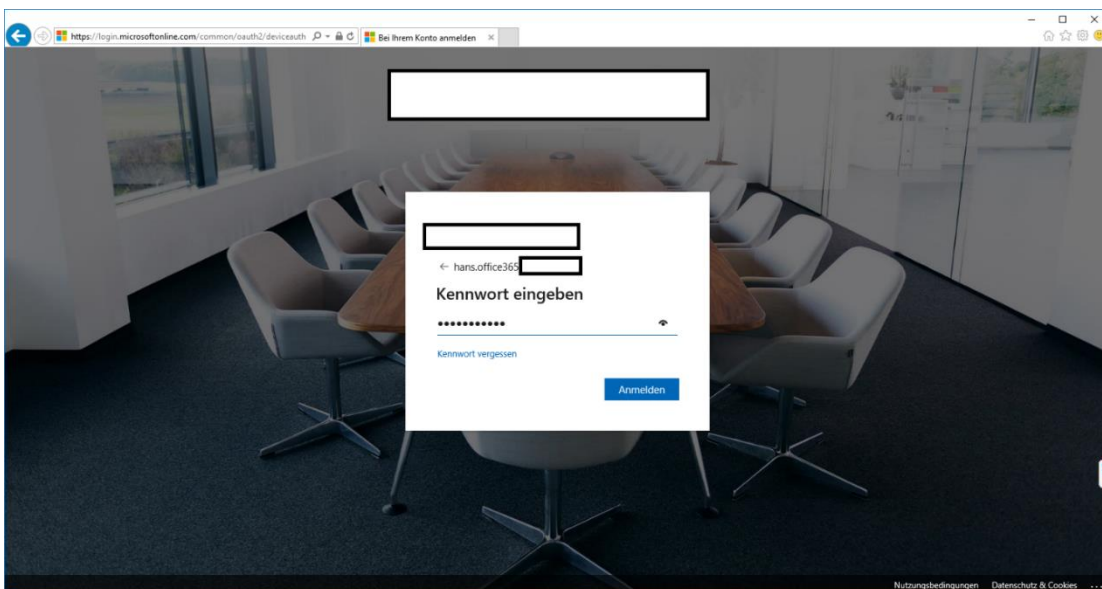 https://login.microsoftonline.com/common/oauth2/deviceauth
Bei Ihrem Konto anmelden
← hans.office365
Kennwort eingeben
•••••••••••
Kennwort vergessen
Anmelden
Nutzungsbedingungen Datenschutz & Cookies ...